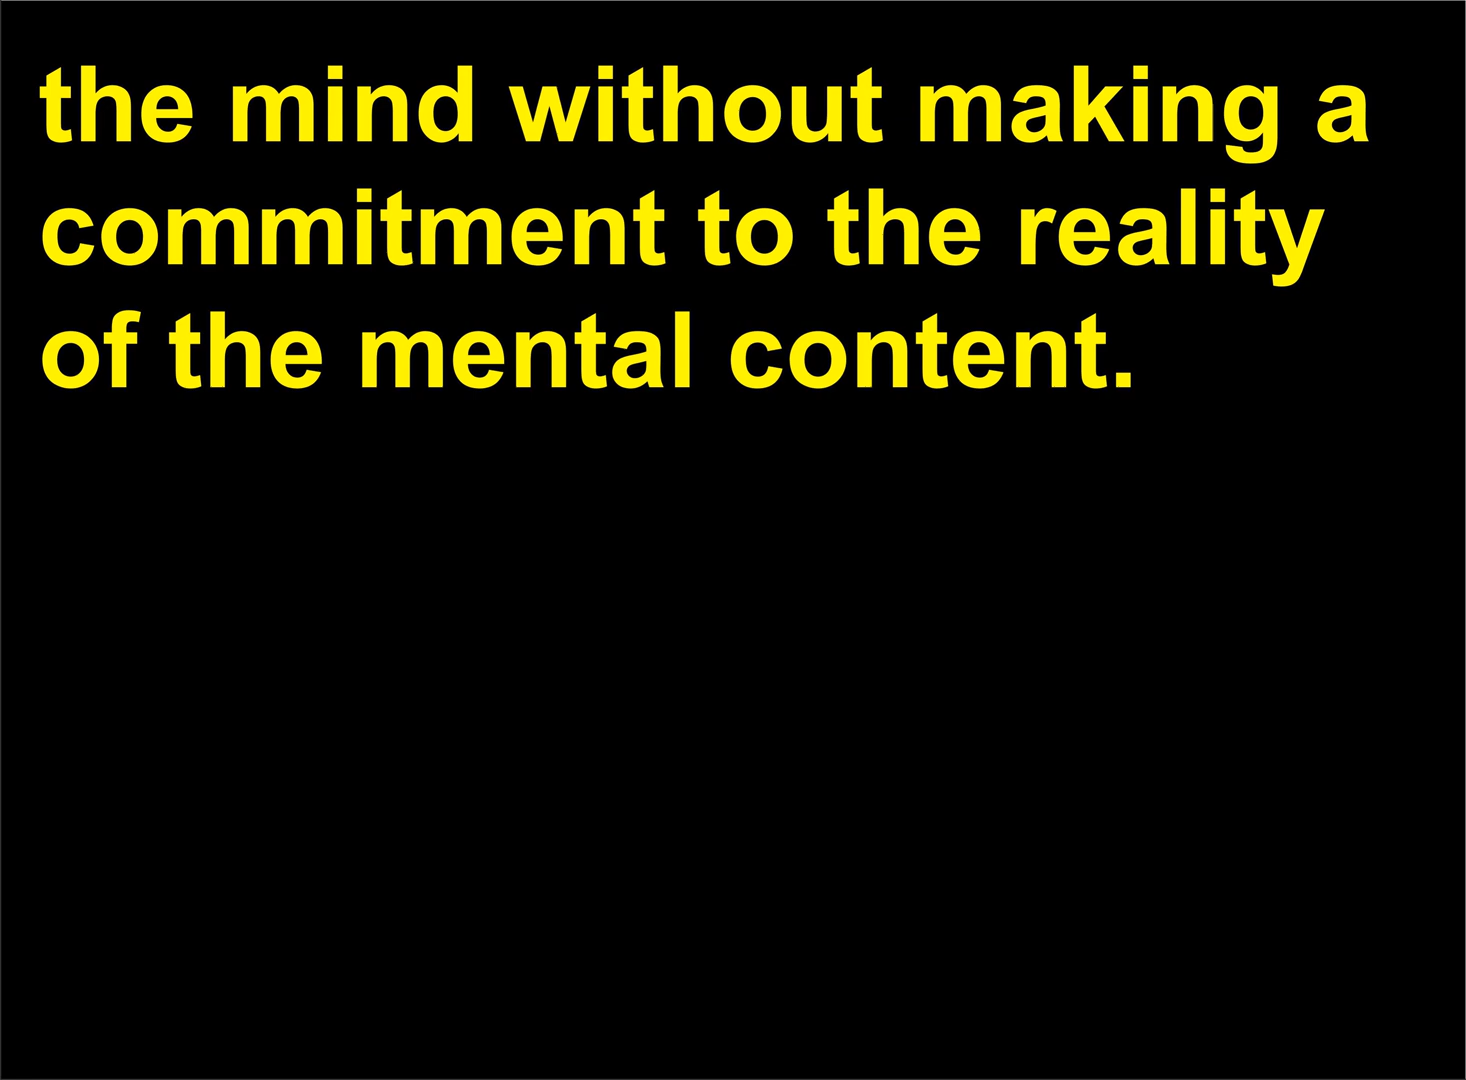 the mind without making a
commitment to the reality
of the mental content.